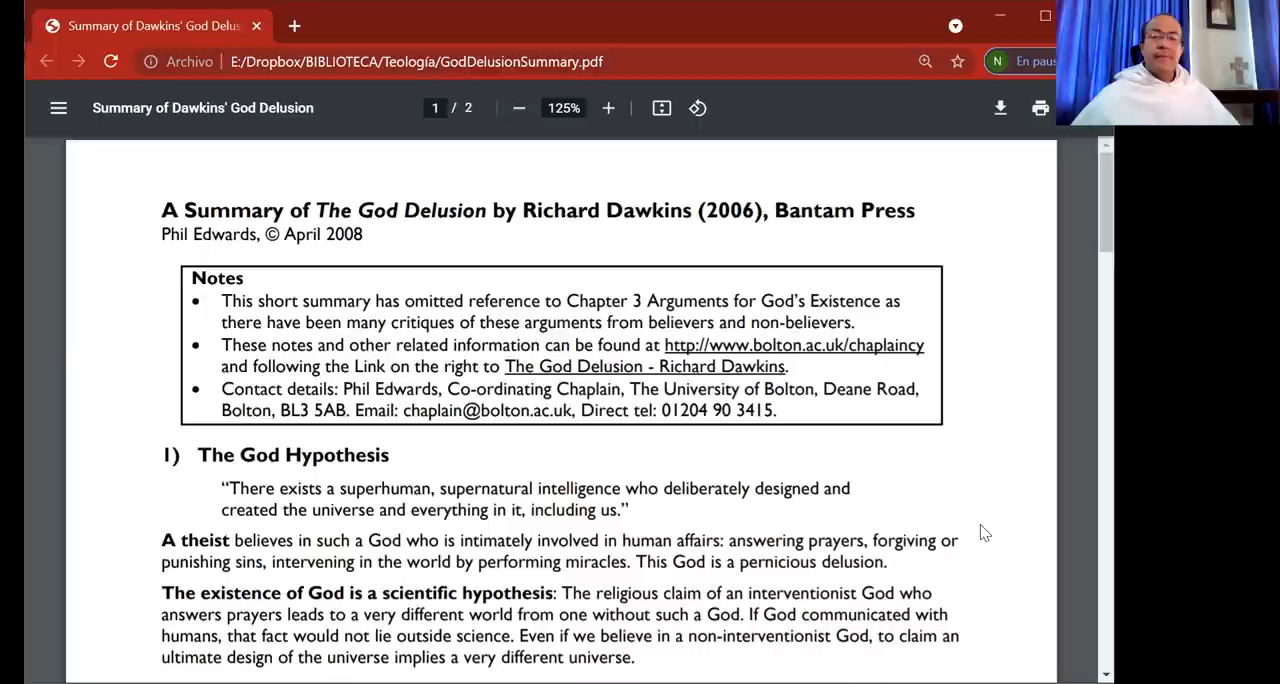 Summary of Dawkins' God Delus
Archivo
E:/Dropbox/BIBLIOTECA/Teología/GodDelusionSummary.pdf
N En paus
Summary of Dawkins' God Delusion
1 / 2
125%
A Summary of The God Delusion by Richard Dawkins (2006), Bantam Press
Phil Edwards, © April 2008
Notes
• This short summary has omitted reference to Chapter 3 Arguments for God's Existence as
there have been many critiques of these arguments from believers and non-believers.
• These notes and other related information can be found at http://www.bolton.ac.uk/chaplaincy
and following the Link on the right to The God Delusion - Richard Dawkins.
• Contact details: Phil Edwards, Co-ordinating Chaplain, The University of Bolton, Deane Road,
Bolton, BL3 5AB. Email: chaplain@bolton.ac.uk, Direct tel: 01204 90 3415.
1) The God Hypothesis
“There exists a superhuman, supernatural intelligence who deliberately designed and
created the universe and everything in it, including us.”
A theist believes in such a God who is intimately involved in human affairs: answering prayers, forgiving or
punishing sins, intervening in the world by performing miracles. This God is a pernicious delusion.
The existence of God is a scientific hypothesis: The religious claim of an interventionist God who
answers prayers leads to a very different world from one without such a God. If God communicated with
humans, that fact would not lie outside science. Even if we believe in a non-interventionist God, to claim an
ultimate design of the universe implies a very different universe.